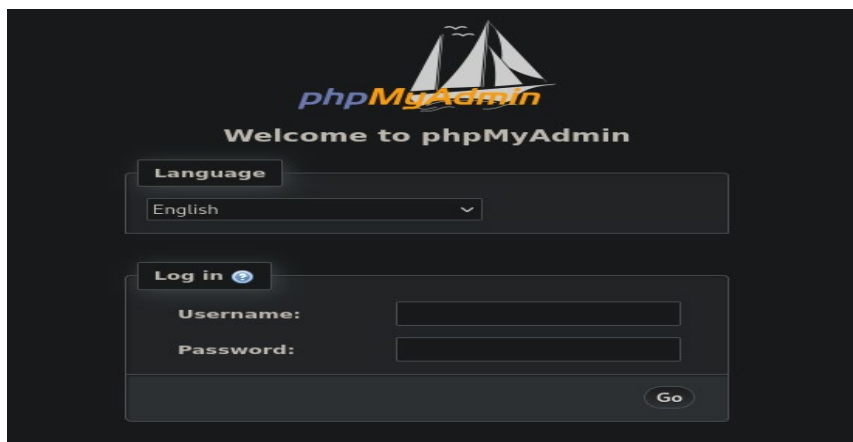 phpMyAdmin
Welcome to phpMyAdmin
Language
English
Log in
Username:
Password:
Go